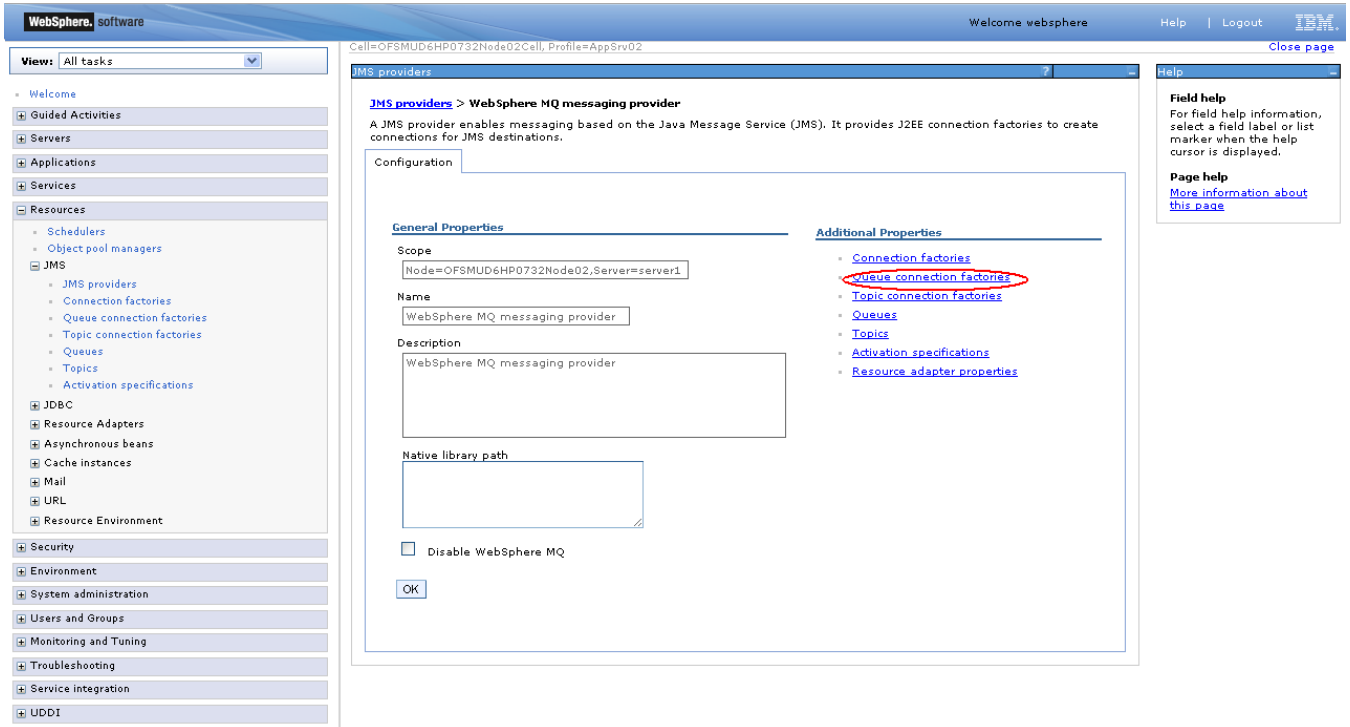 WebSphere. software
Welcome websphere
Help | Logout
IBM.
View: All tasks
Welcome
Guided Activities
Servers
Applications
Services
Resources
Schedulers
Object pool managers
JMS
JMS providers
Connection factories
Queue connection factories
Topic connection factories
Queues
Topics
Activation specifications
JDBC
Resource Adapters
Asynchronous beans
Cache instances
Mail
URL
Resource Environment
Security
Environment
System administration
Users and Groups
Monitoring and Tuning
Troubleshooting
Service integration
UDDI
Cell=OFSMUD6HP0732Node02Cell, Profile=AppSrv02
Close page
JMS providers
?
JMS providers > WebSphere MQ messaging provider
A JMS provider enables messaging based on the Java Message Service (JMS). It provides J2EE connection factories to create
connections for JMS destinations.
Configuration
General Properties
Scope
Node=OFSMUD6HP0732Node02,Server=server1
Name
WebSphere MQ messaging provider
Description
WebSphere MQ messaging provider
Native library path
Disable WebSphere MQ
OK
Additional Properties
Connection factories
Queue connection factories
Topic connection factories
Queues
Topics
Activation specifications
Resource adapter properties
Help
Field help
For field help information,
select a field label or list
marker when the help
cursor is displayed.
Page help
More information about
this page